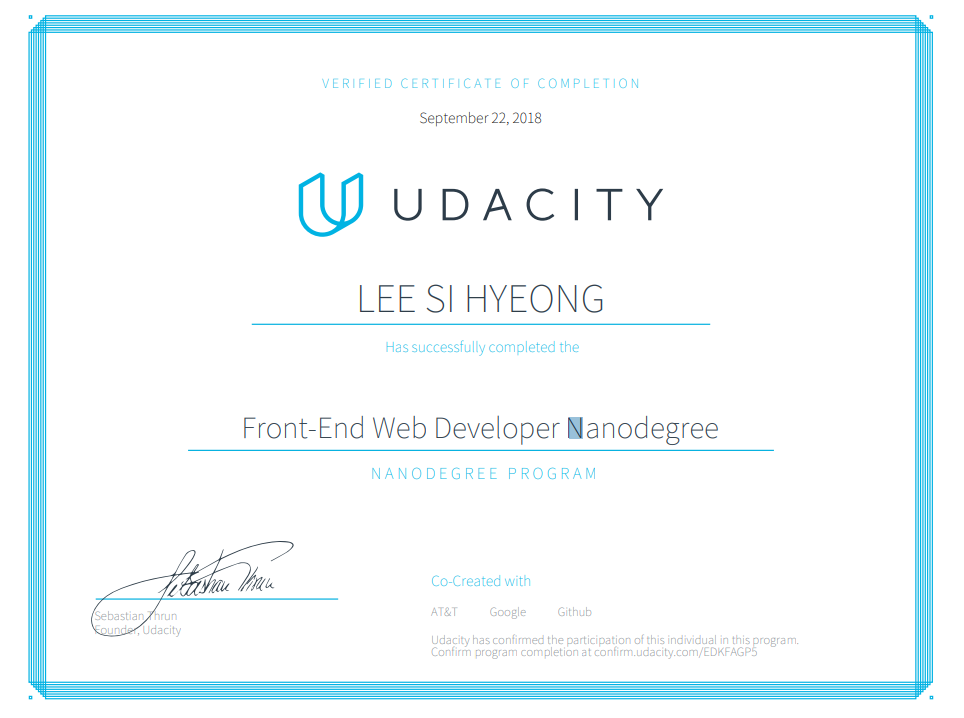 VERIFIED CERTIFICATE OF COMPLETION
September 22, 2018
UDACITY
LEE SI HYEONG
Has successfully completed the
Front-End Web Developer Nanodegree
NANODEGREE PROGRAM
Sebastian Thrun
Sebastian Thrun
Founder, Udacity
Co-Created with
AT&T Google Github
Udacity has confirmed the participation of this individual in this program.
Confirm program completion at confirm.udacity.com/EDKFAGP5